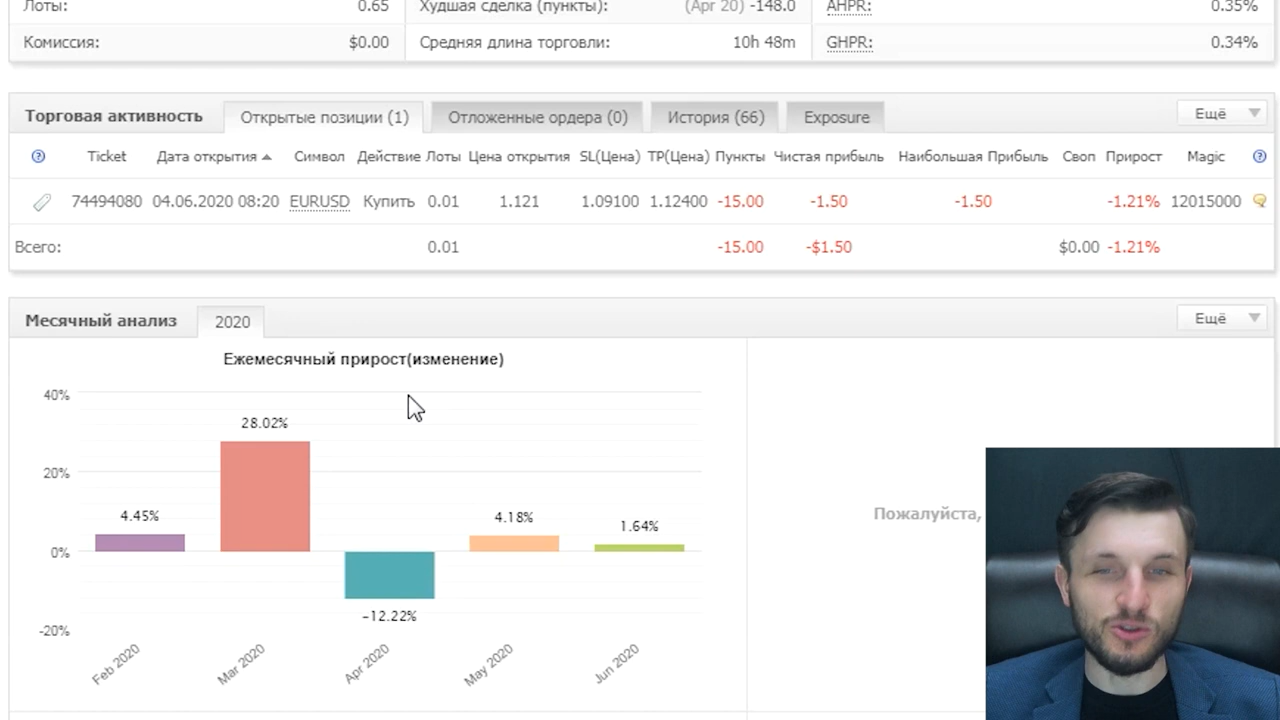 Лоты: 0.65 Худшая сделка (пункты): (Apr 20) -148.0 AHPR: 0.35%
Комиссия: $0.00 Средняя длина торговли: 10h 48m GHPR: 0.34%
Торговая активность Открытые позиции (1) Отложенные ордера (0) История (66) Exposure Ещё
Ticket Дата открытия Символ Действие Лоты Цена открытия SL(Цена) TP(Цена) Пункты Чистая прибыль Наибольшая Прибыль Своп Прирост Magic
74494080 04.06.2020 08:20 EURUSD Купить 0.01 1.121 1.09100 1.12400 -15.00 -1.50 -1.50 -1.21% 12015000
Всего: 0.01 -15.00 -$1.50 $0.00 -1.21%
Месячный анализ 2020 Ещё
Ежемесячный прирост(изменение)
40%
28.02%
20%
4.45% 4.18% 1.64%
0%
-12.22%
-20%
Feb 2020 Mar 2020 Apr 2020 May 2020 Jun 2020
Пожалуйста,